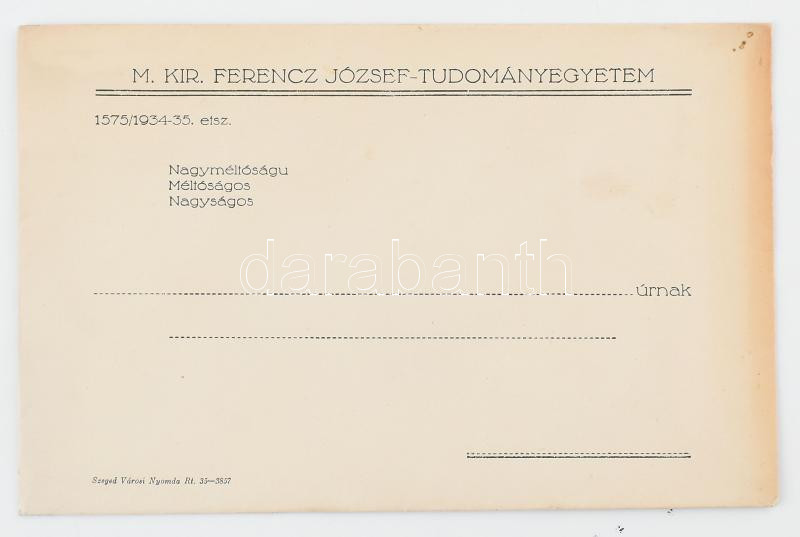 M. KIR. FERENCZ JÓZSEF-TUDOMÁNYEGYETEM
1575/1934-35. etsz.
Nagyméltóságu
Méltóságos
Nagyságos
darabanth
úrnak
Szeged Városi Nyomda Rt. 35—3857